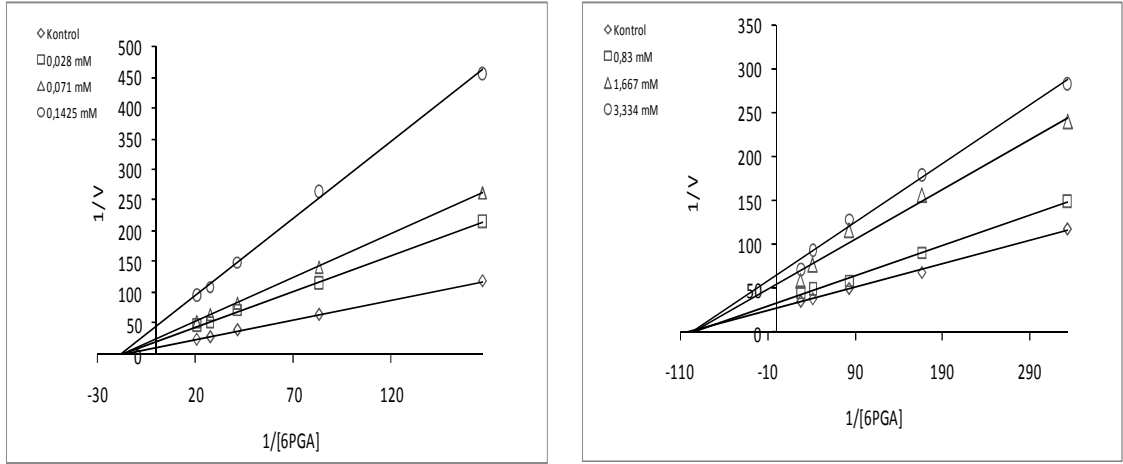 Kontrol
0,028 mM
0,071 mM
0,1425 mM
500
450
400
350
300
250
200
150
100
50
0
1/V
-30 20 70 120
1/[6PGA]
Kontrol
0,83 mM
1,667 mM
3,334 mM
350
300
250
200
150
100
50
0
1/V
-110 -10 90 190 290
1/[6PGA]